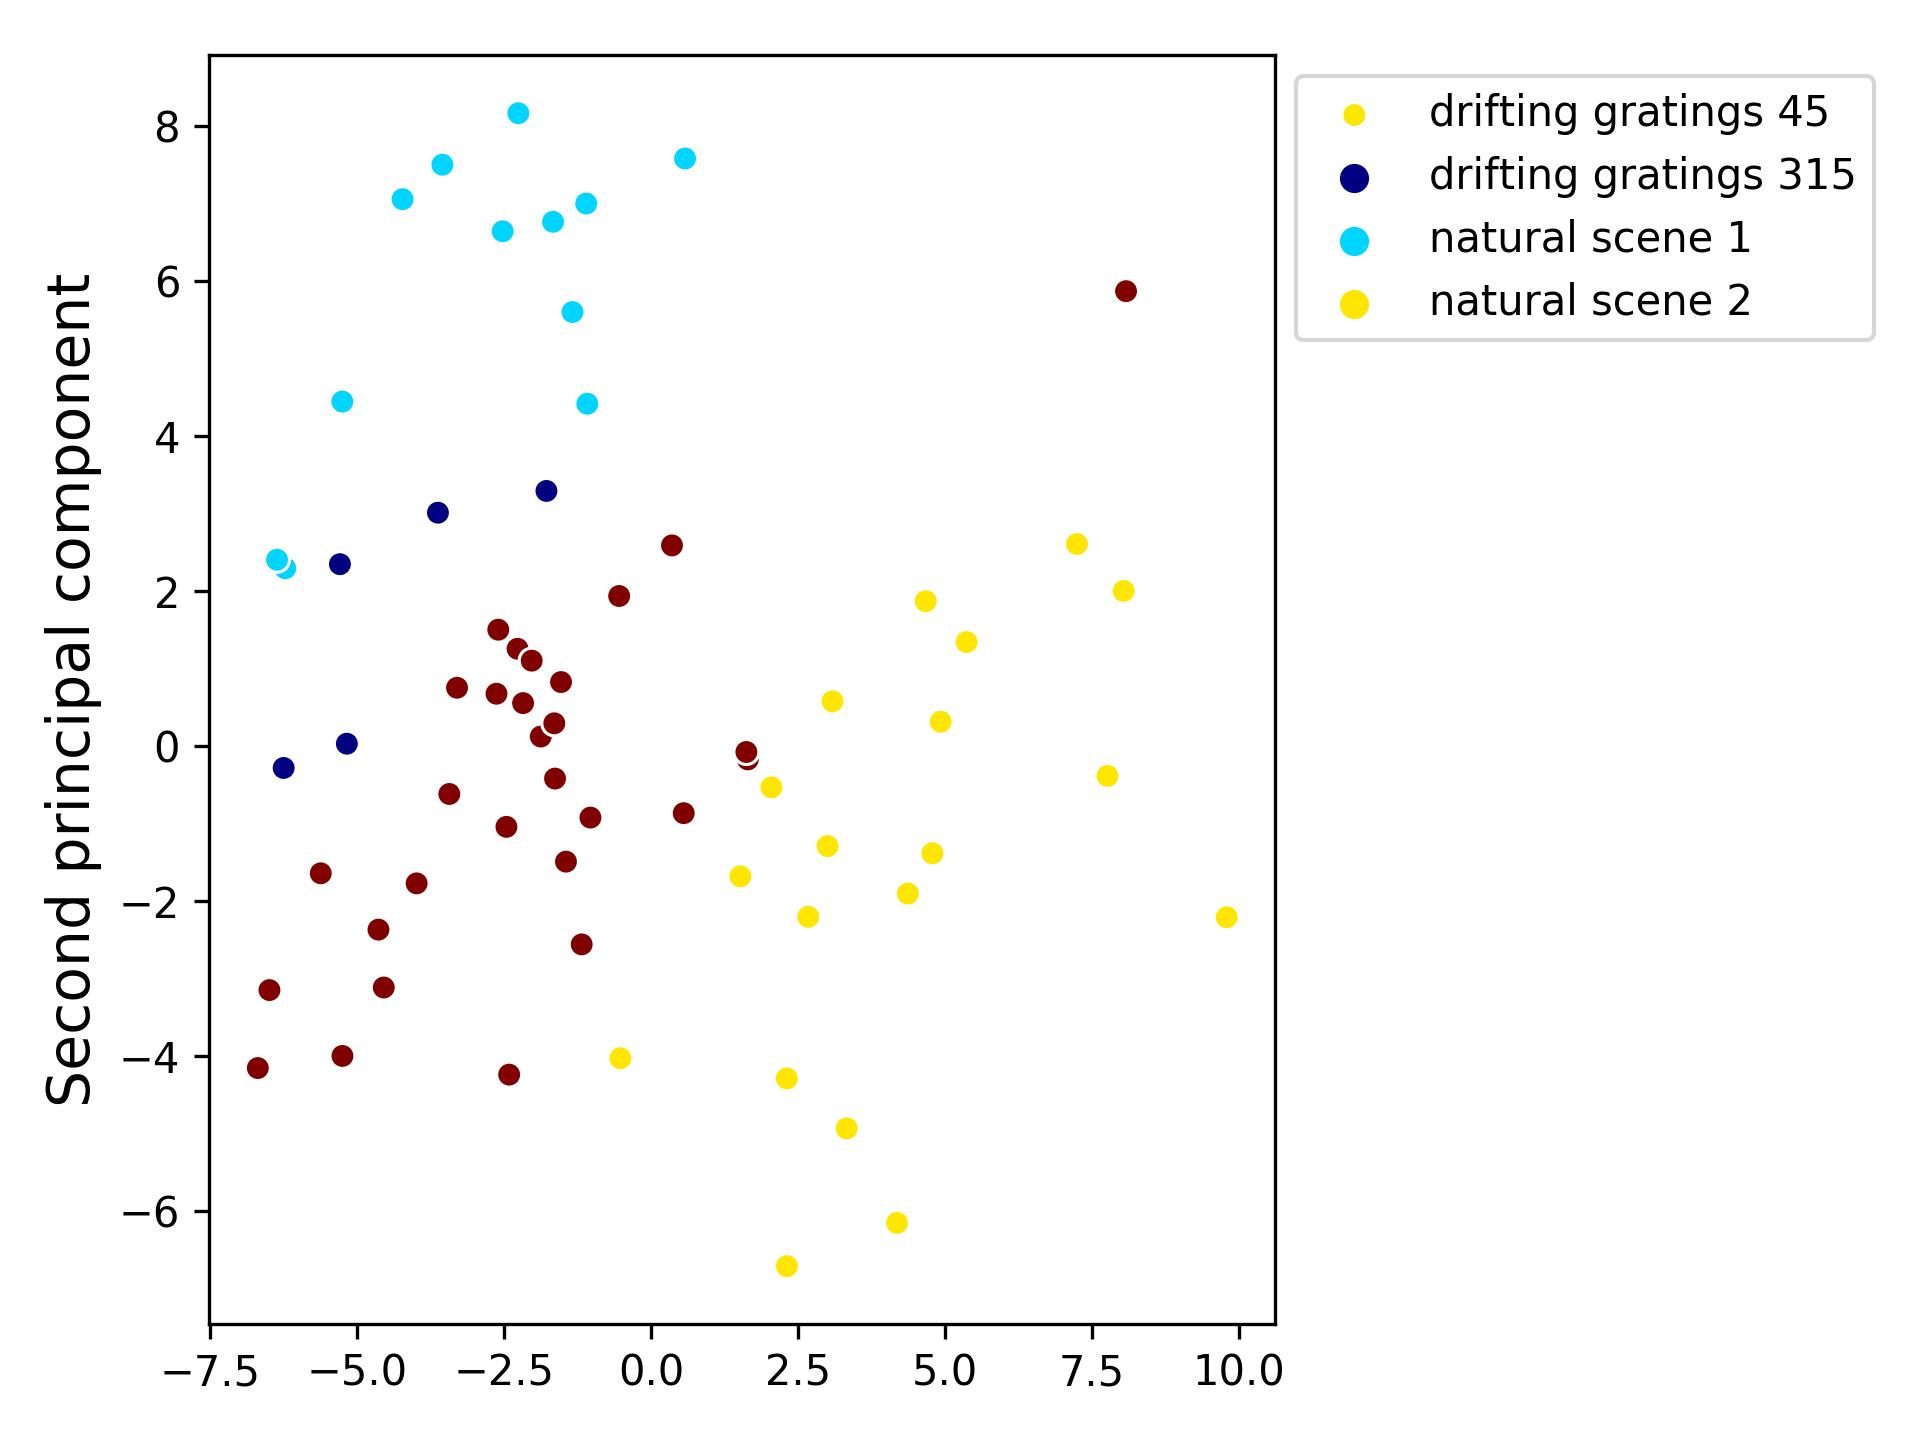 drifting gratings 45
drifting gratings 315
natural scene 1
natural scene 2
Second principal component
8
6
4
2
0
−2
−4
−6
−7.5 −5.0 −2.5 0.0 2.5 5.0 7.5 10.0